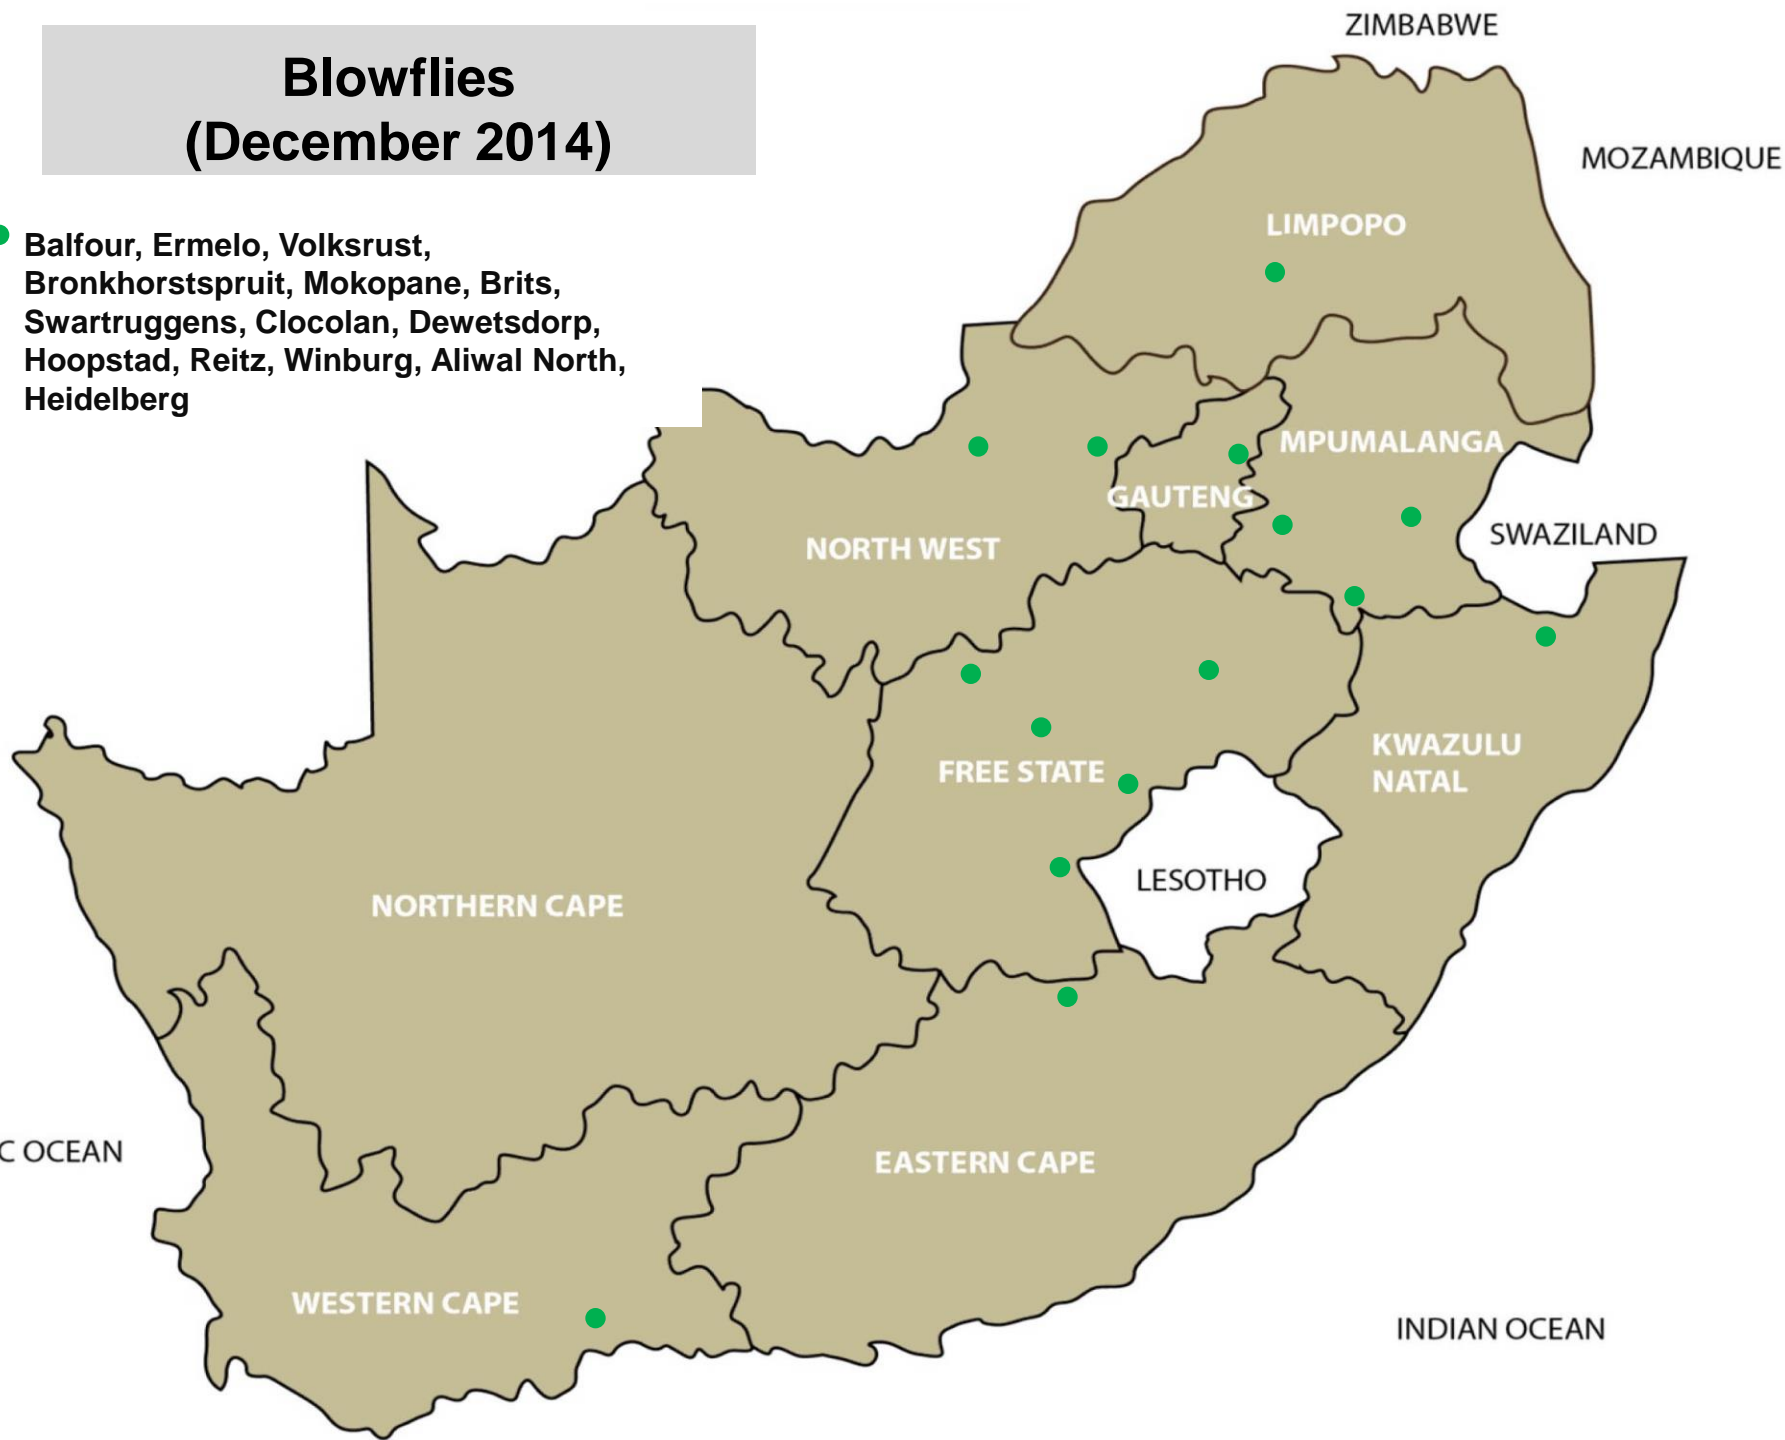 Blowflies
(December 2014)
Balfour, Ermelo, Volksrust,
Bronkhorstspruit, Mokopane, Brits,
Swartruggens, Clocolan, Dewetsdorp,
Hoopstad, Reitz, Winburg, Aliwal North,
Heidelberg
ZIMBABWE
MOZAMBIQUE
LIMPOPO
MPUMALANGA
GAUTENG
SWAZILAND
NORTH WEST
KWAZULU
NATAL
FREE STATE
LESOTHO
NORTHERN CAPE
C OCEAN
EASTERN CAPE
WESTERN CAPE
INDIAN OCEAN